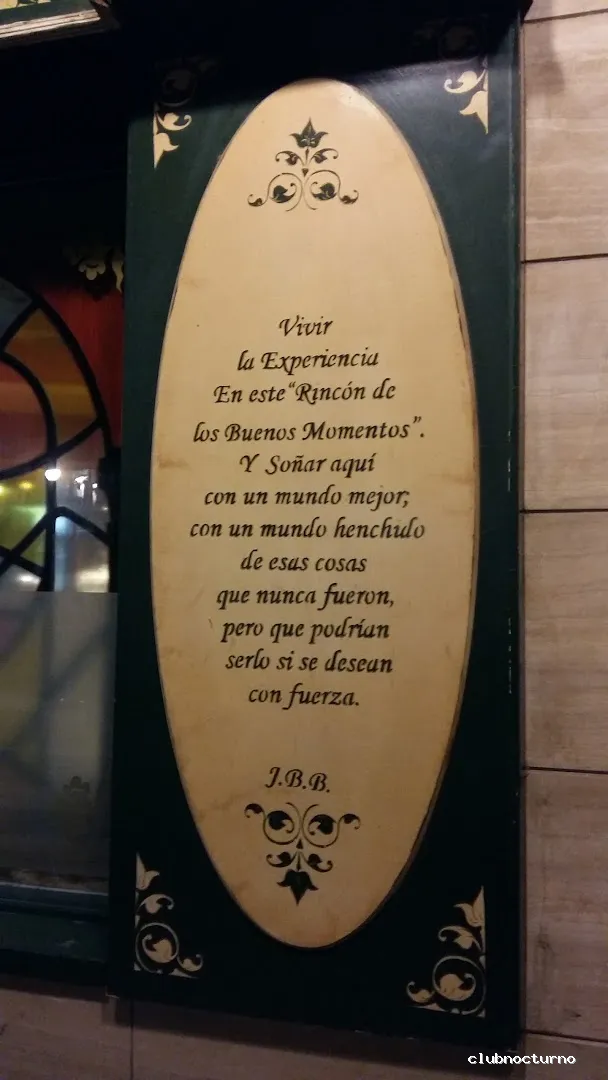 Vivir
la Experiencia
En este "Rincón de
los Buenos Momentos".
Y Soñar aquí
con un mundo mejor;
con un mundo henchido
de esas cosas
que nunca fueron,
pero que podrían
serlo si se desean
con fuerza.
J.B.B.
clubnocturno